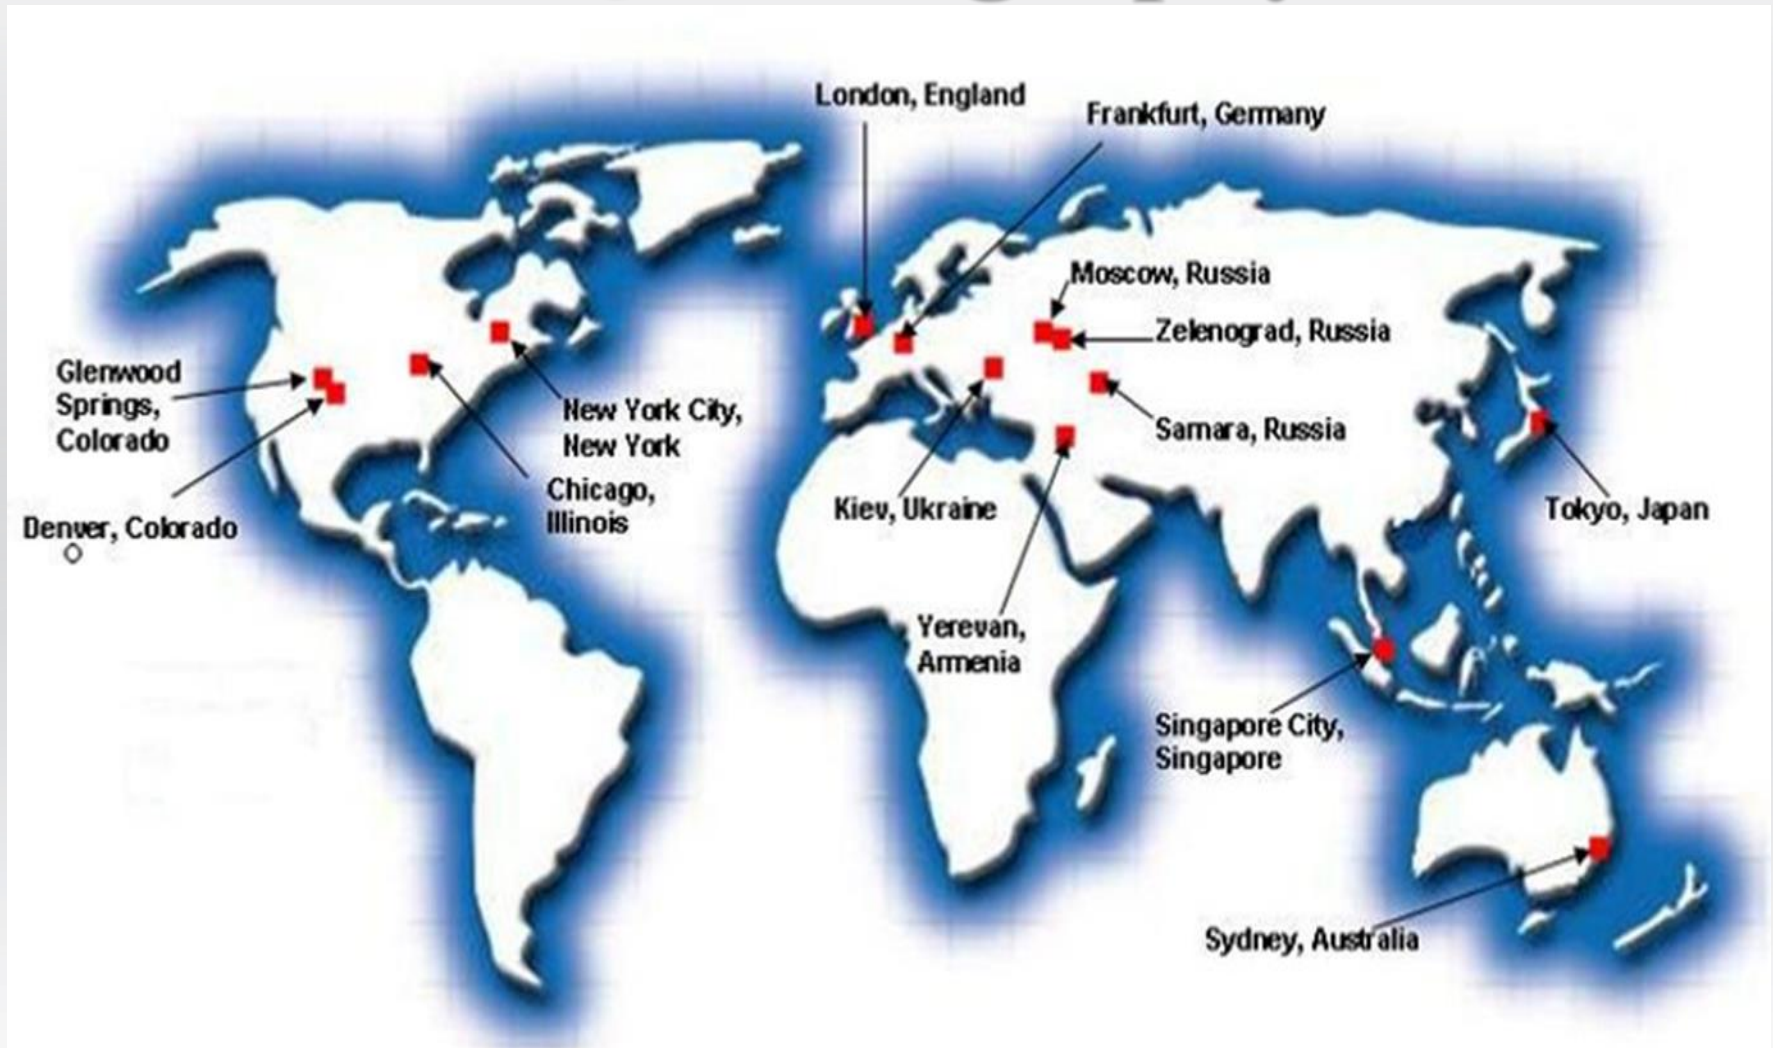 London, England
Frankfurt, Germany
Moscow, Russia
Zelenograd, Russia
Glenwood
Springs,
Colorado
New York City,
New York
Samara, Russia
Chicago,
Illinois
Kiev, Ukraine
Tokyo, Japan
Denver, Colorado
Yerevan,
Armenia
Singapore City,
Singapore
Sydney, Australia